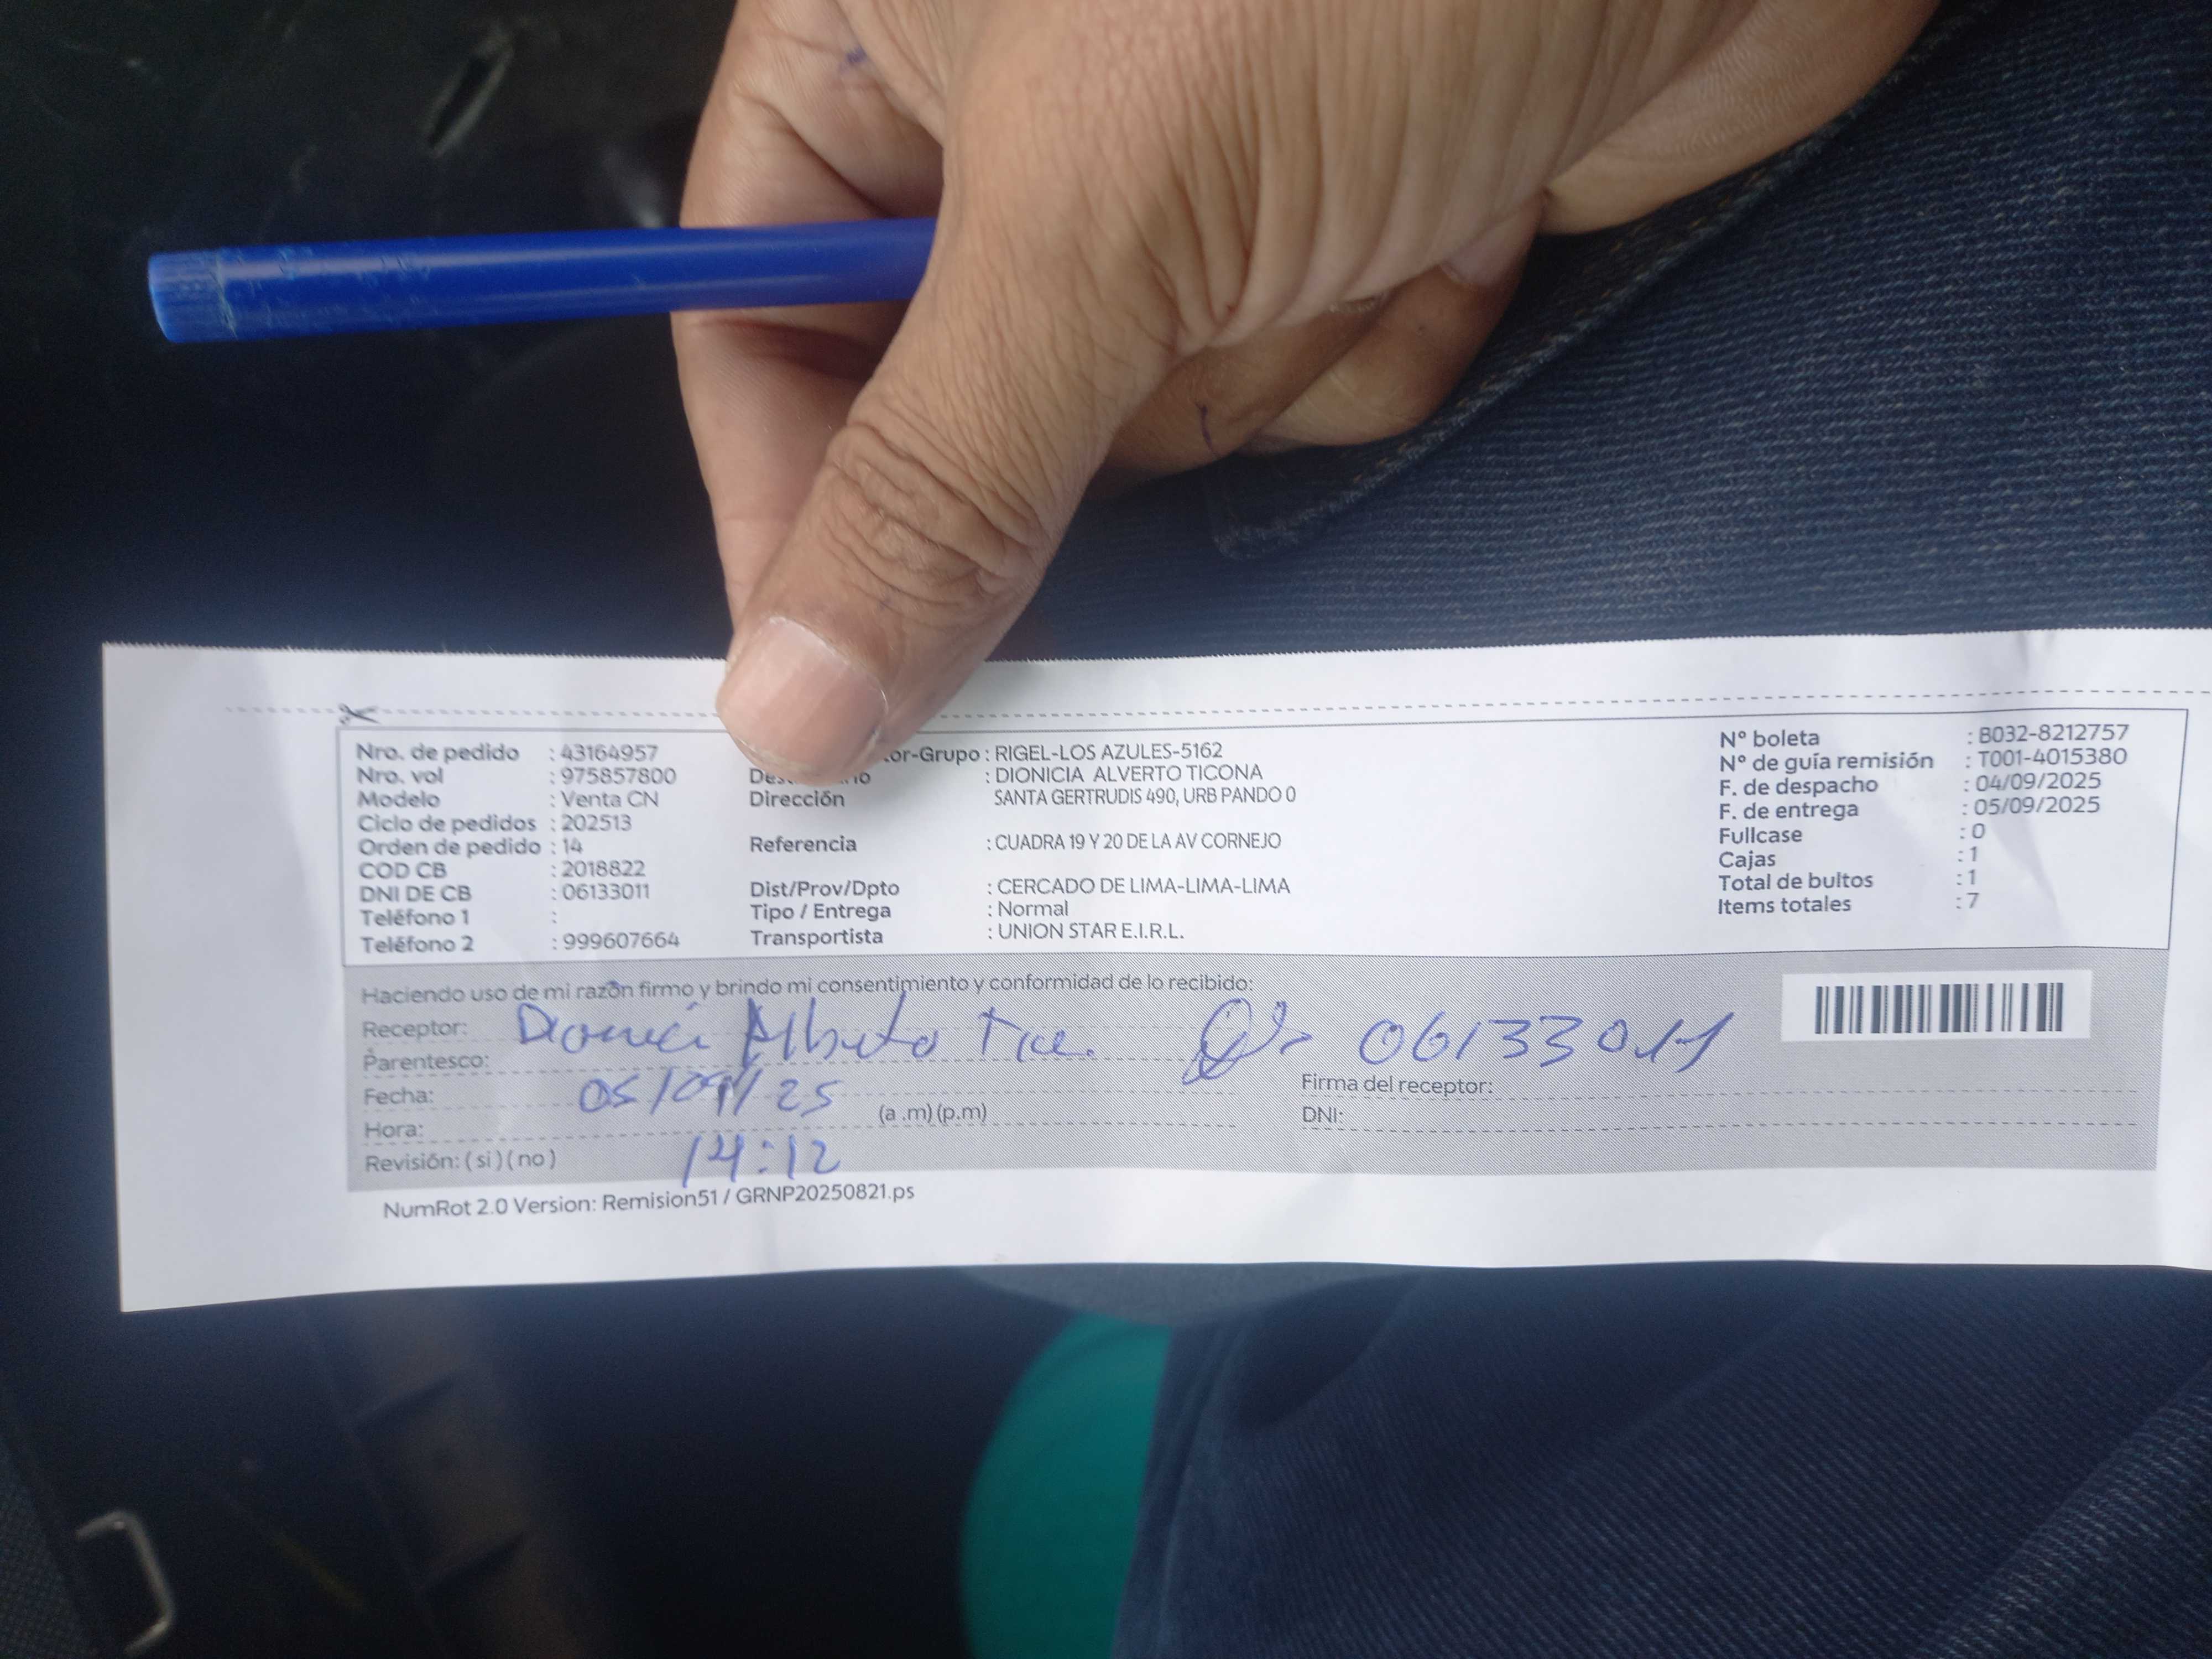 Nro. de pedido : 43164957
Nro. vol : 975857800
Modelo : Venta CN
Ciclo de pedidos : 202513
Orden de pedido : 14
COD CB : 2018822
DNI DE CB : 06133011
Teléfono 1 :
Teléfono 2 : 999607664
or-Grupo : RIGEL-LOS AZULES-5162
: DIONICIA ALVERTO TICONA
Dirección SANTA GERTRUDIS 490, URB PANDO 0
Referencia : CUADRA 19 Y 20 DE LA AV CORNEJO
Dist/Prov/Dpto : CERCADO DE LIMA-LIMA-LIMA
Tipo / Entrega : Normal
Transportista : UNION STAR E.I.R.L.
N° boleta : B032-8212757
N° de guía remisión : T001-4015380
F. de despacho : 04/09/2025
F. de entrega : 05/09/2025
Fullcase : 0
Cajas : 1
Total de bultos : 1
Items totales : 7
Haciendo uso de mi razón firmo y brindo mi consentimiento y conformidad de lo recibido:
Receptor: 06133011
Parentesco:
Fecha: 05/09/25
Hora: (a .m) (p.m)
14:12
Revisión: ( si ) ( no )
Firma del receptor:
DNI:
NumRot 2.0 Version: Remision51 / GRNP20250821.ps